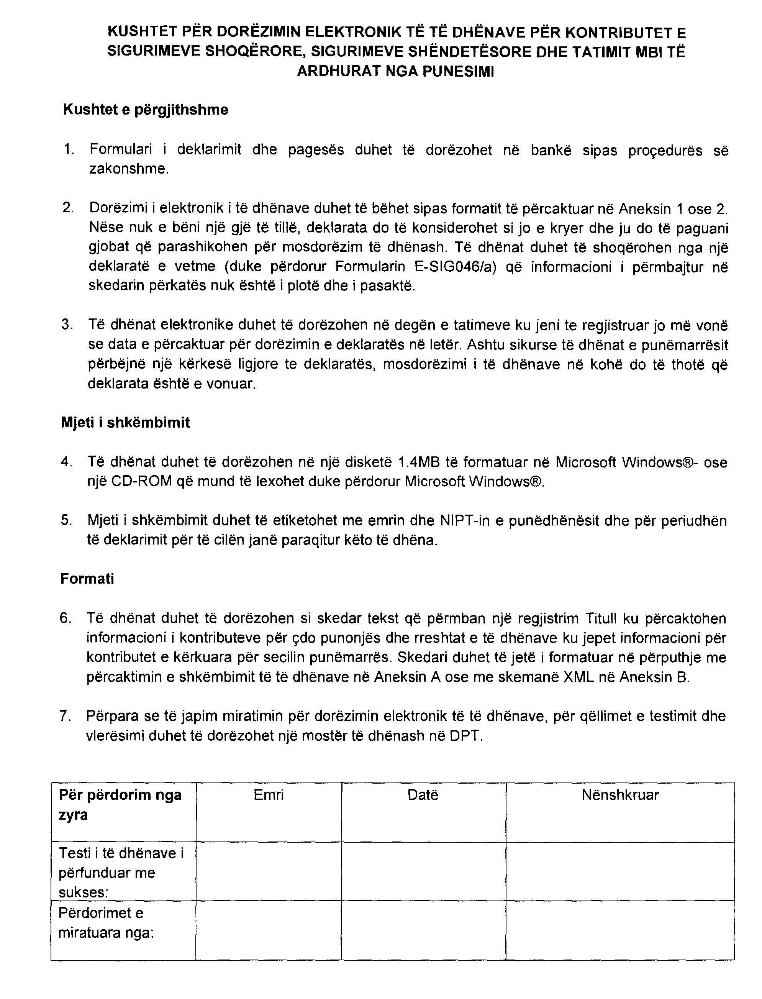 KUSHTET PËR DORËZIMIN ELEKTRONIK TË TË DHËNAVE PËR KONTRIBUTET E
SIGURIMEVE SHOQËRORE, SIGURIMEVE SHËNDETËSORE DHE TATIMIT MBI TË
ARDHURAT NGA PUNESIMI
Kushtet e përgjithshme
1. Formulari i deklarimit dhe pagesës duhet të dorëzohet në bankë sipas proçedurës së
zakonshme.
2. Dorëzimi i elektronik i të dhënave duhet të bëhet sipas formatit të përcaktuar në Aneksin 1 ose 2.
Nëse nuk e bëni një gjë të tillë, deklarata do të konsiderohet si jo e kryer dhe ju do të paguani
gjobat që parashikohen për mosdorëzim të dhënash. Të dhënat duhet të shoqërohen nga një
deklaratë e vetme (duke përdorur Formularin E-SIG046/a) që informacioni i përmbajtur në
skedarin përkatës nuk është i plotë dhe i pasaktë.
3. Të dhënat elektronike duhet të dorëzohen në degën e tatimeve ku jeni te regjistruar jo më vonë
se data e përcaktuar për dorëzimin e deklaratës në letër. Ashtu sikurse të dhënat e punëmarrësit
përbëjnë një kërkesë ligjore te deklaratës, mosdorëzimi i të dhënave në kohë do të thotë që
deklarata është e vonuar.
Mjeti i shkëmbimit
4. Të dhënat duhet të dorëzohen në një disketë 1.4MB të formatuar në Microsoft Windows®- ose
një CD-ROM që mund të lexohet duke përdorur Microsoft Windows®.
5. Mjeti i shkëmbimit duhet të etiketohet me emrin dhe NIPT-in e punëdhënësit dhe për periudhën
të deklarimit për të cilën janë paraqitur këto të dhëna.
Formati
6. Të dhënat duhet të dorëzohen si skedar tekst që përmban një regjistrim Titull ku përcaktohen
informacioni i kontributeve për çdo punonjës dhe rreshtat e të dhënave ku jepet informacioni për
kontributet e kërkuara për secilin punëmarrës. Skedari duhet të jetë i formatuar në përputhje me
përcaktimin e shkëmbimit të të dhënave në Aneksin A ose me skemanë XML në Aneksin B.
7. Përpara se të japim miratimin për dorëzimin elektronik të të dhënave, për qëllimet e testimit dhe
vlerësimi duhet të dorëzohet një mostër të dhënash në DPT.
Për përdorim nga Emri Datë Nënshkruar
zyra
Testi i të dhënave i
përfunduar me
sukses:
Përdorimet e
miratuara nga: